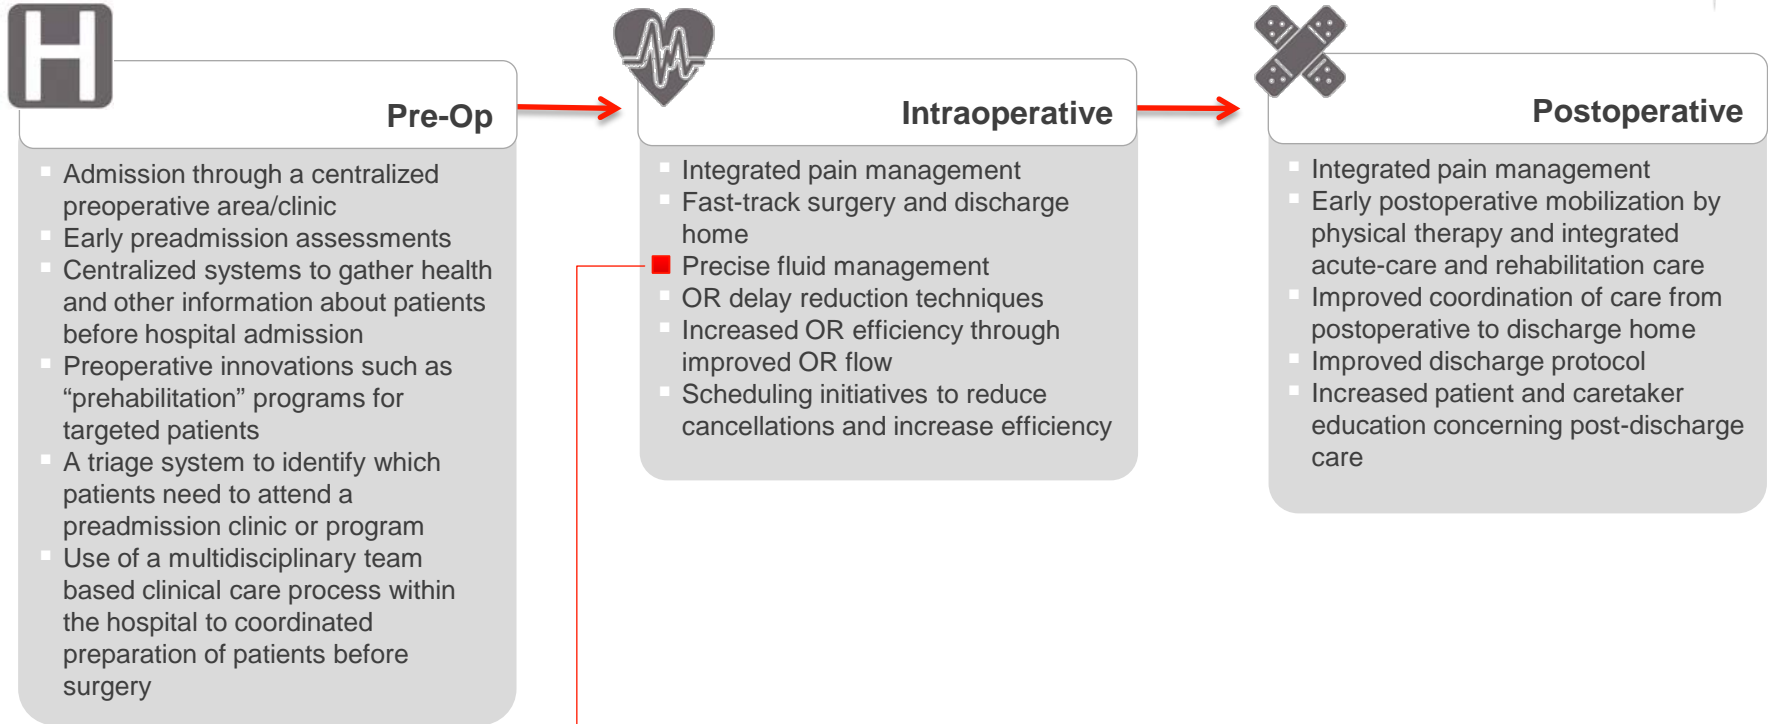 H
Pre-Op
Admission through a centralized
preoperative area/clinic
Early preadmission assessments
Centralized systems to gather health
and other information about patients
before hospital admission
Preoperative innovations such as
“prehabilitation” programs for
targeted patients
A triage system to identify which
patients need to attend a
preadmission clinic or program
Use of a multidisciplinary team
based clinical care process within
the hospital to coordinated
preparation of patients before
surgery
Intraoperative
Integrated pain management
Fast-track surgery and discharge
home
Precise fluid management
OR delay reduction techniques
Increased OR efficiency through
improved OR flow
Scheduling initiatives to reduce
cancellations and increase efficiency
Postoperative
Integrated pain management
Early postoperative mobilization by
physical therapy and integrated
acute-care and rehabilitation care
Improved coordination of care from
postoperative to discharge home
Improved discharge protocol
Increased patient and caretaker
education concerning post-discharge
care